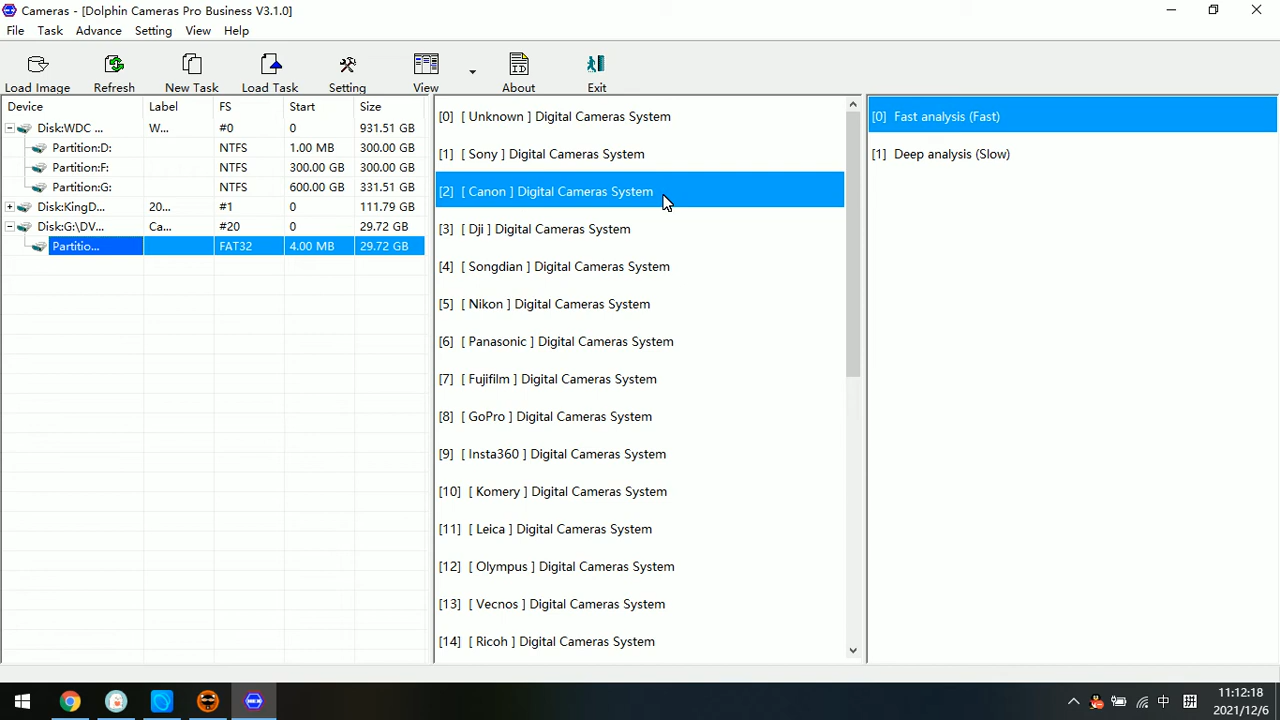 Cameras - [Dolphin Cameras Pro Business V3.1.0]
File Task Advance Setting View Help
Load Image Refresh New Task Load Task Setting View About Exit
Device Label FS Start Size
Disk:WDC ... W... #0 0 931.51 GB
Partition:D: NTFS 1.00 MB 300.00 GB
Partition:F: NTFS 300.00 GB 300.00 GB
Partition:G: NTFS 600.00 GB 331.51 GB
Disk:KingD... 20... #1 0 111.79 GB
Disk:G:\DV... Ca... #20 0 29.72 GB
Partitio... FAT32 4.00 MB 29.72 GB
[0] [ Unknown ] Digital Cameras System
[1] [ Sony ] Digital Cameras System
[2] [ Canon ] Digital Cameras System
[3] [ Dji ] Digital Cameras System
[4] [ Songdian ] Digital Cameras System
[5] [ Nikon ] Digital Cameras System
[6] [ Panasonic ] Digital Cameras System
[7] [ Fujifilm ] Digital Cameras System
[8] [ GoPro ] Digital Cameras System
[9] [ Insta360 ] Digital Cameras System
[10] [ Komery ] Digital Cameras System
[11] [ Leica ] Digital Cameras System
[12] [ Olympus ] Digital Cameras System
[13] [ Vecnos ] Digital Cameras System
[14] [ Ricoh ] Digital Cameras System
[0] Fast analysis (Fast)
[1] Deep analysis (Slow)
中 拼
11:12:18
2021/12/6